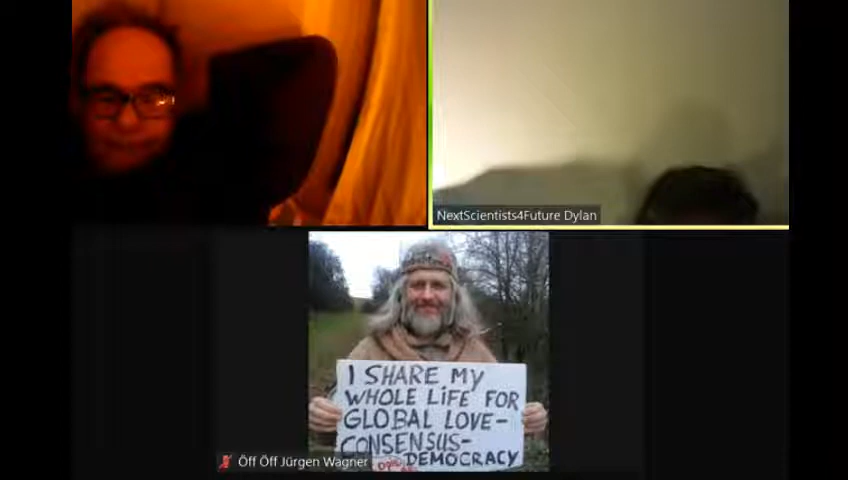 NextScientists4Future Dylan
I SHARE MY
WHOLE LIFE FOR
GLOBAL LOVE-
CONSENSUS-
DEMOCRACY
Öff Öff Jürgen Wagner